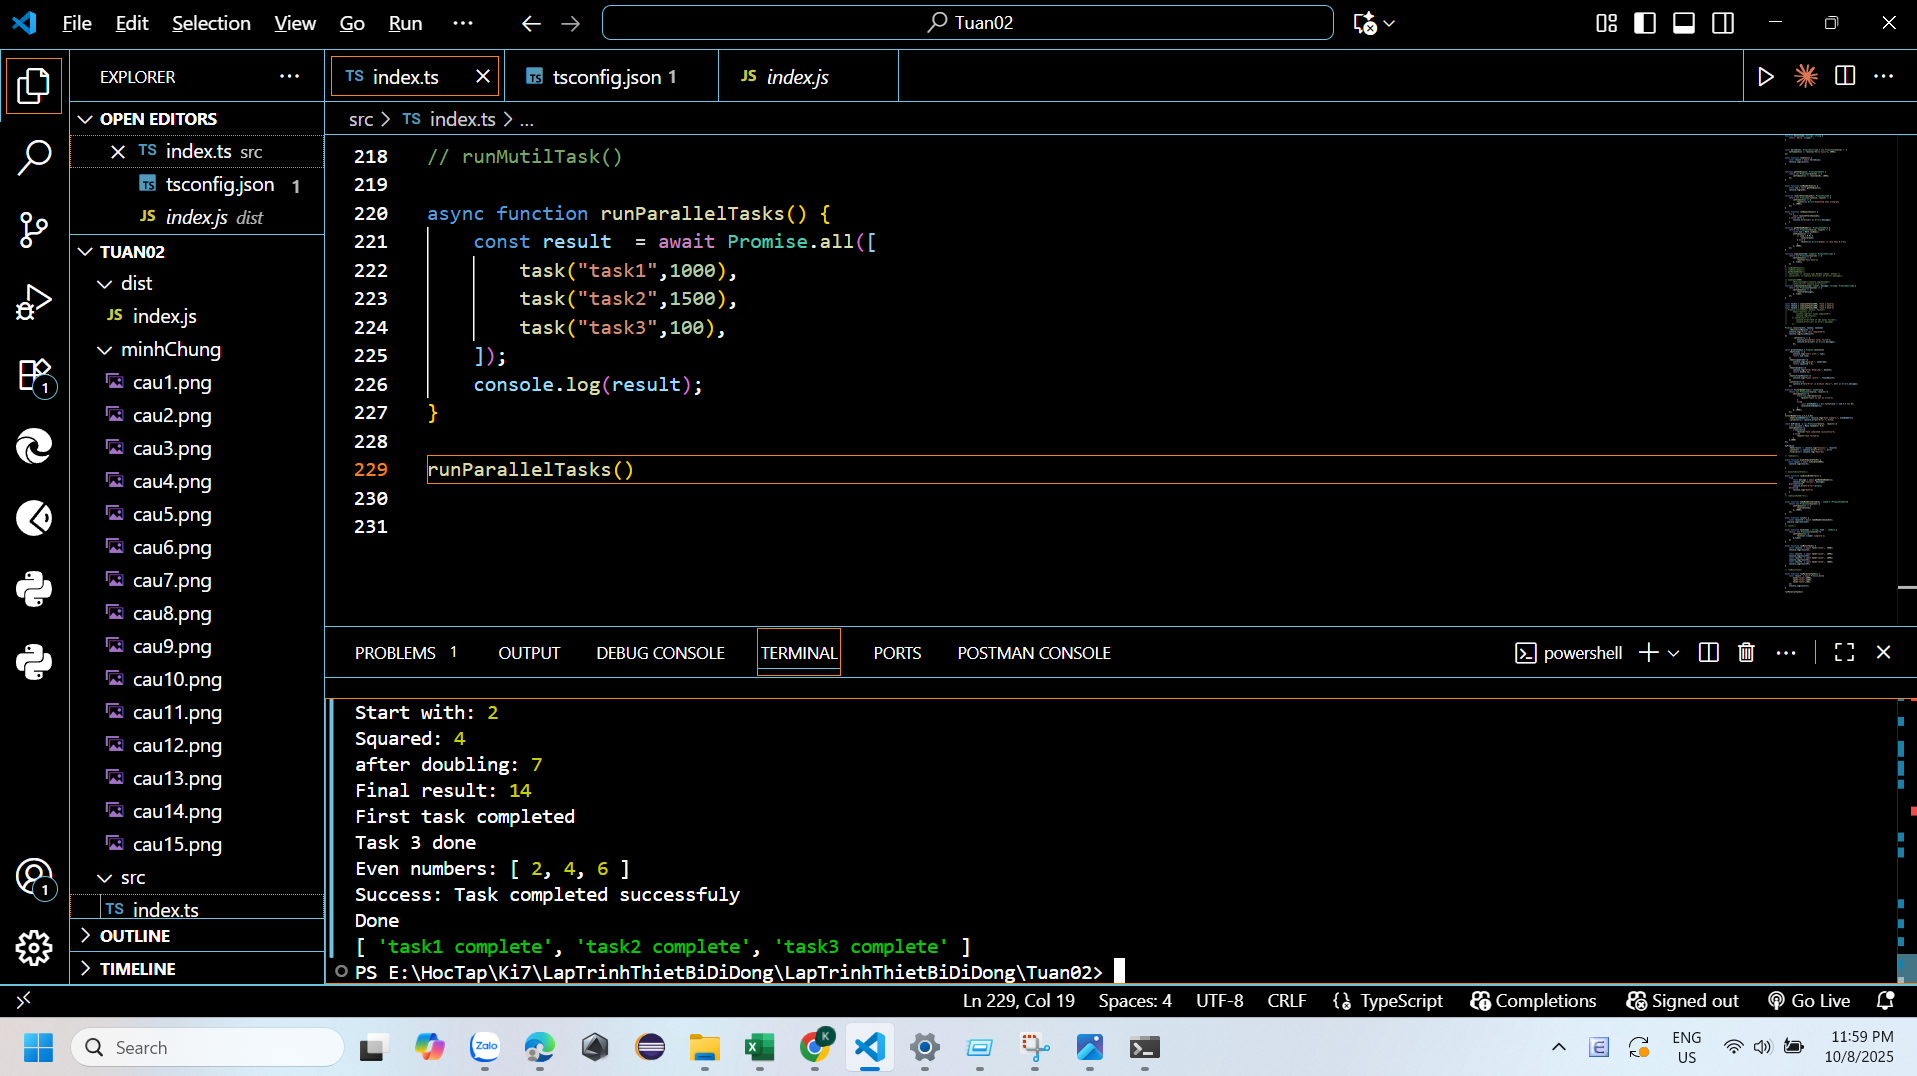 File Edit Selection View Go Run ··· Tuan02
EXPLORER ···
OPEN EDITORS
TS index.ts src
tsconfig.json 1
JS index.js dist
TUAN02
dist
JS index.js
minhChung
cau1.png
cau2.png
cau3.png
cau4.png
cau5.png
cau6.png
cau7.png
cau8.png
cau9.png
cau10.png
cau11.png
cau12.png
cau13.png
cau14.png
cau15.png
src
TS index.ts
OUTLINE
TIMELINE
1
1
TS index.ts TS tsconfig.json 1 JS index.js
src > TS index.ts > ...
218 // runMutilTask()
219
220 async function runParallelTasks() {
221 const result  = await Promise.all([
222 task("task1",1000),
223 task("task2",1500),
224 task("task3",100),
225 ]);
226 console.log(result);
227 }
228
229 runParallelTasks()
230
231
PROBLEMS 1 OUTPUT DEBUG CONSOLE TERMINAL PORTS POSTMAN CONSOLE powershell
Start with: 2
Squared: 4
after doubling: 7
Final result: 14
First task completed
Task 3 done
Even numbers: [ 2, 4, 6 ]
Success: Task completed successfuly
Done
[ 'task1 complete', 'task2 complete', 'task3 complete' ]
PS E:\HocTap\Ki7\LapTrinhThietBiDiDong\LapTrinhThietBiDiDong\Tuan02>
Ln 229, Col 19 Spaces: 4 UTF-8 CRLF TypeScript Completions Signed out Go Live
Search
Zalo
K
ENG
US
11:59 PM
10/8/2025